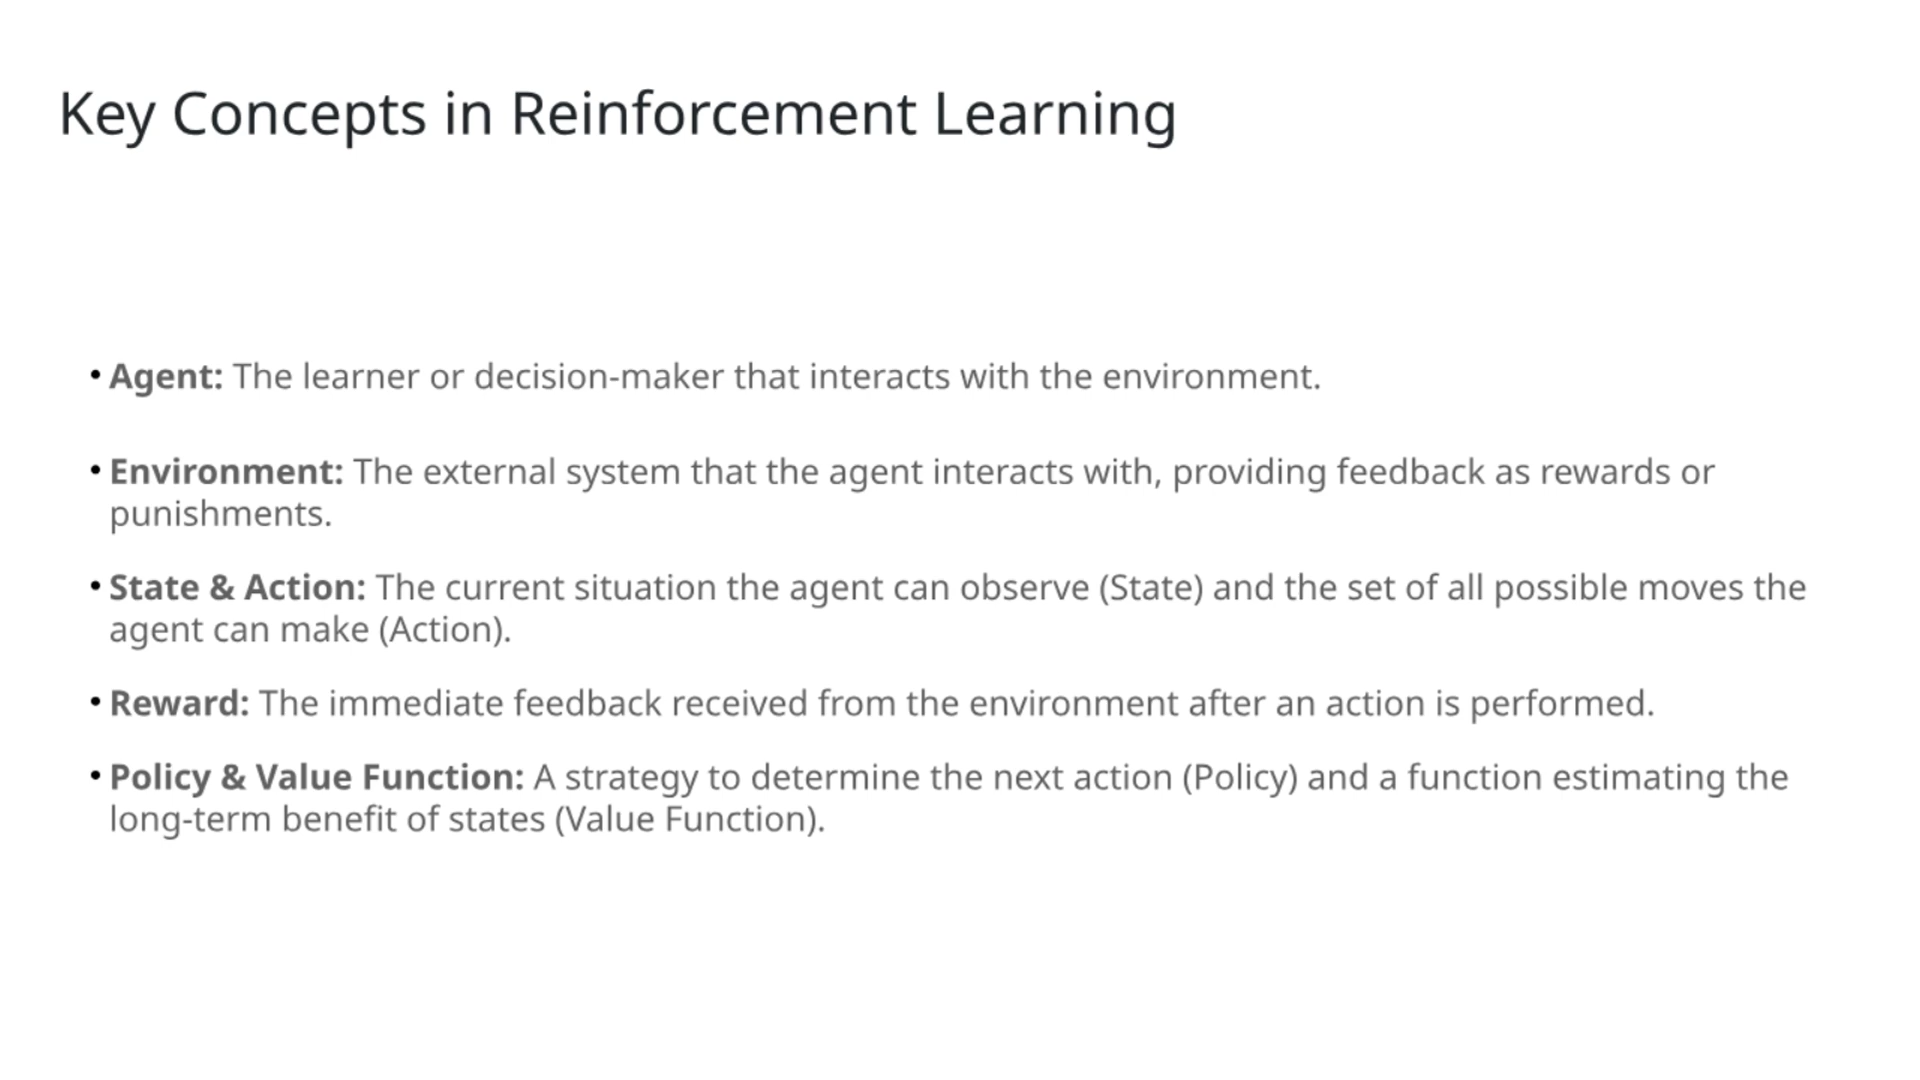 Key Concepts in Reinforcement Learning
• Agent: The learner or decision-maker that interacts with the environment.
• Environment: The external system that the agent interacts with, providing feedback as rewards or
punishments.
• State & Action: The current situation the agent can observe (State) and the set of all possible moves the
agent can make (Action).
• Reward: The immediate feedback received from the environment after an action is performed.
• Policy & Value Function: A strategy to determine the next action (Policy) and a function estimating the
long-term benefit of states (Value Function).